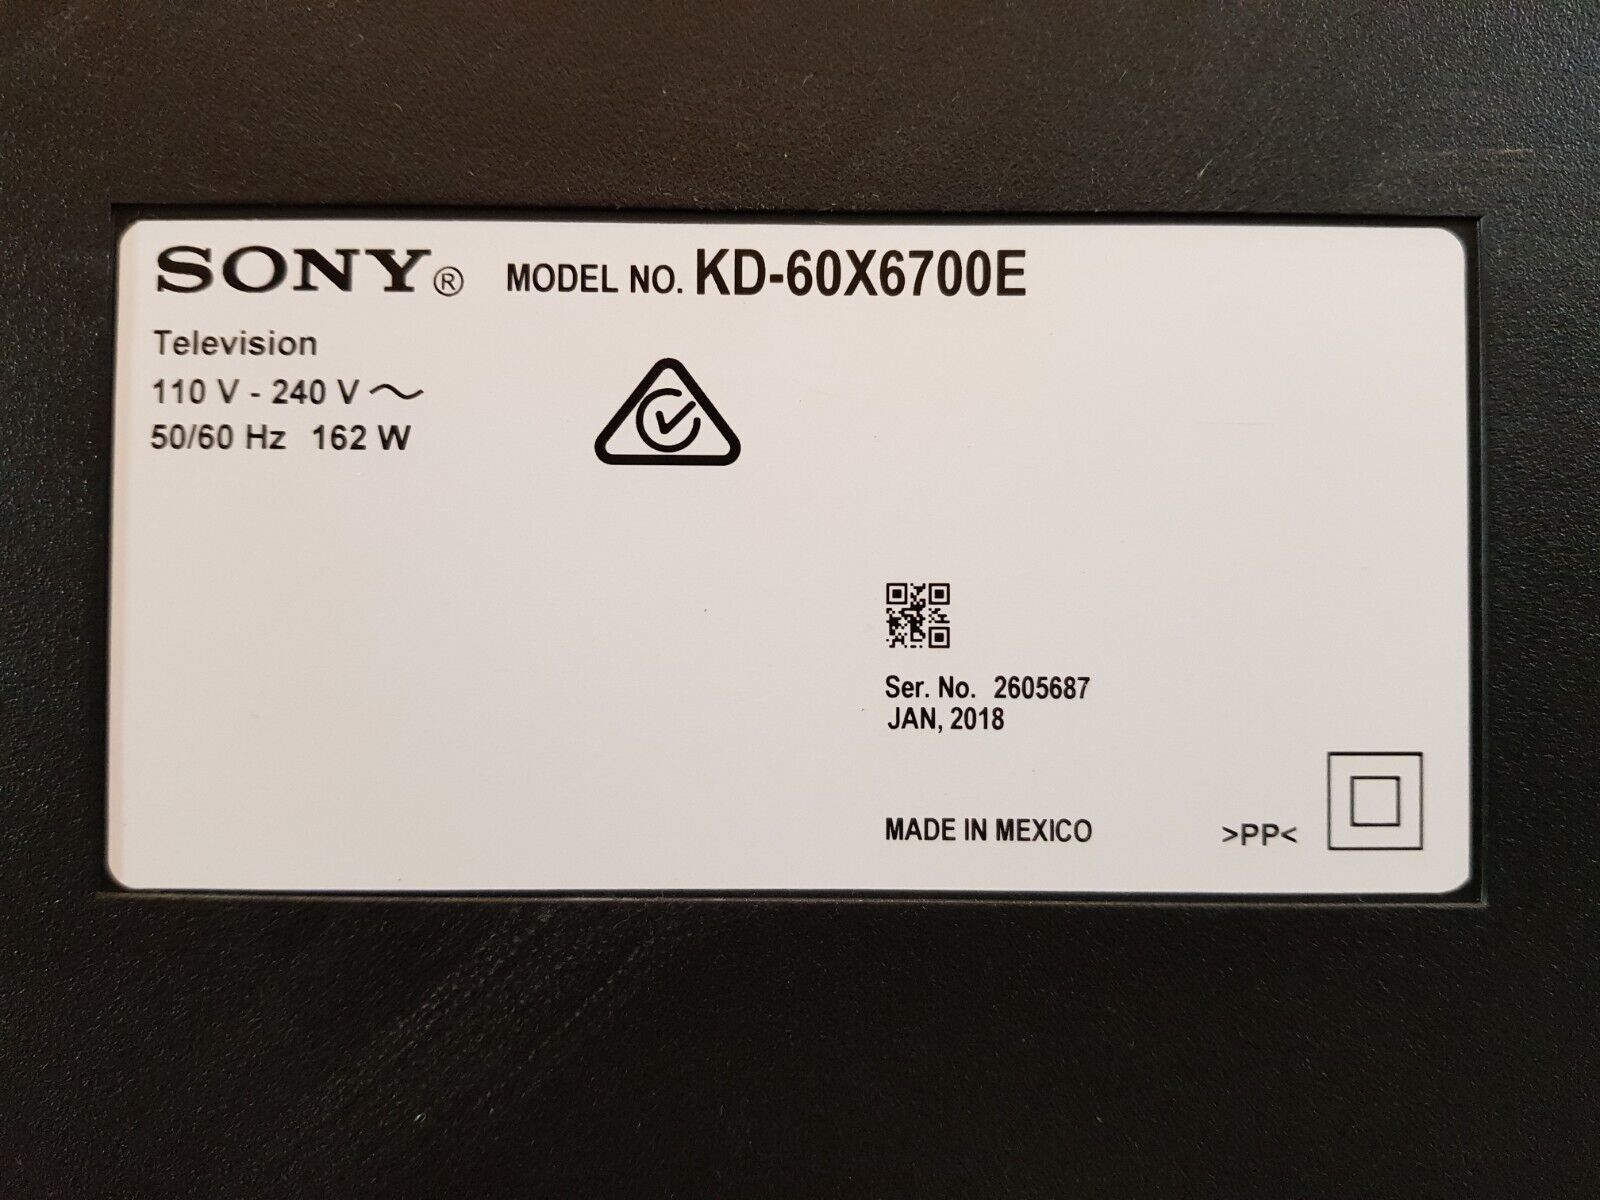 SONY® MODEL NO. KD-60X6700E
Television
110 V - 240 V ~
50/60 Hz 162 W
Ser. No. 2605687
JAN, 2018
MADE IN MEXICO >PP<